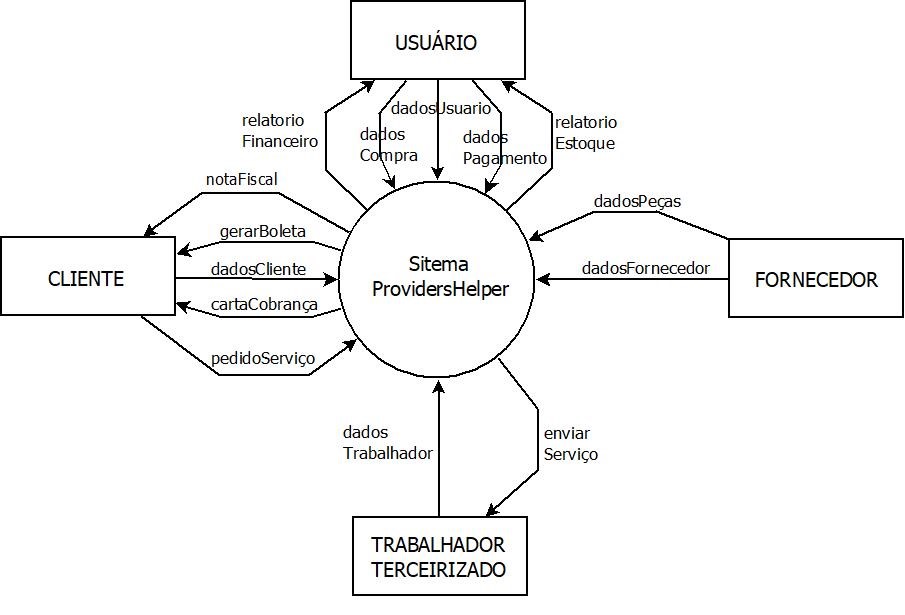 USUÁRIO
relatorio
Financeiro
dadosUsuario
dados
Compra
dados
Pagamento
relatorio
Estoque
notaFiscal
gerarBoleta
dadosCliente
cartaCobrança
pedidoServiço
CLIENTE
Sitema
ProvidersHelper
dadosPeças
dadosFornecedor
FORNECEDOR
dados
Trabalhador
enviar
Serviço
TRABALHADOR
TERCEIRIZADO